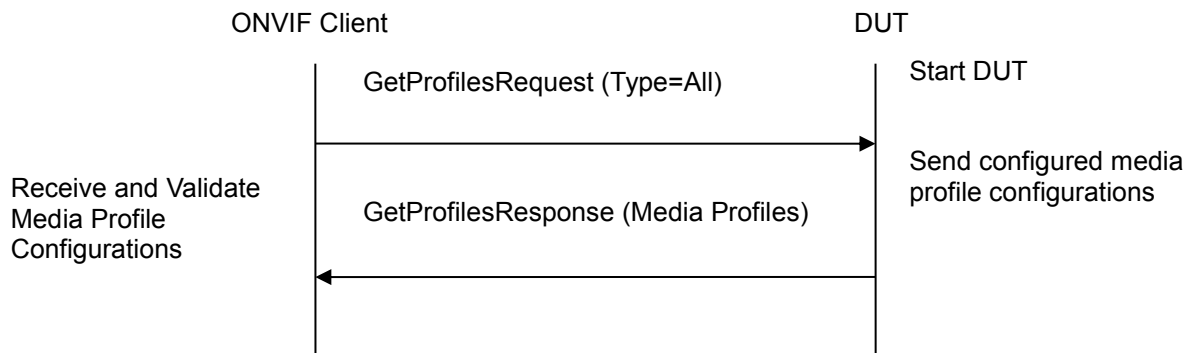 ONVIF Client
DUT
Start DUT
GetProfilesRequest (Type=All)
Send configured media
profile configurations
Receive and Validate
Media Profile
Configurations
GetProfilesResponse (Media Profiles)